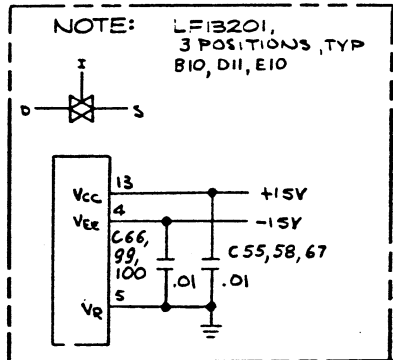 NOTE: LF13201,
3 POSITIONS, TYP
B10, D11, E10
I
D S
VCC 13 +15V
VEE 4 -15V
C66,
99,
100
C55,58,67
.01 .01
VR 5